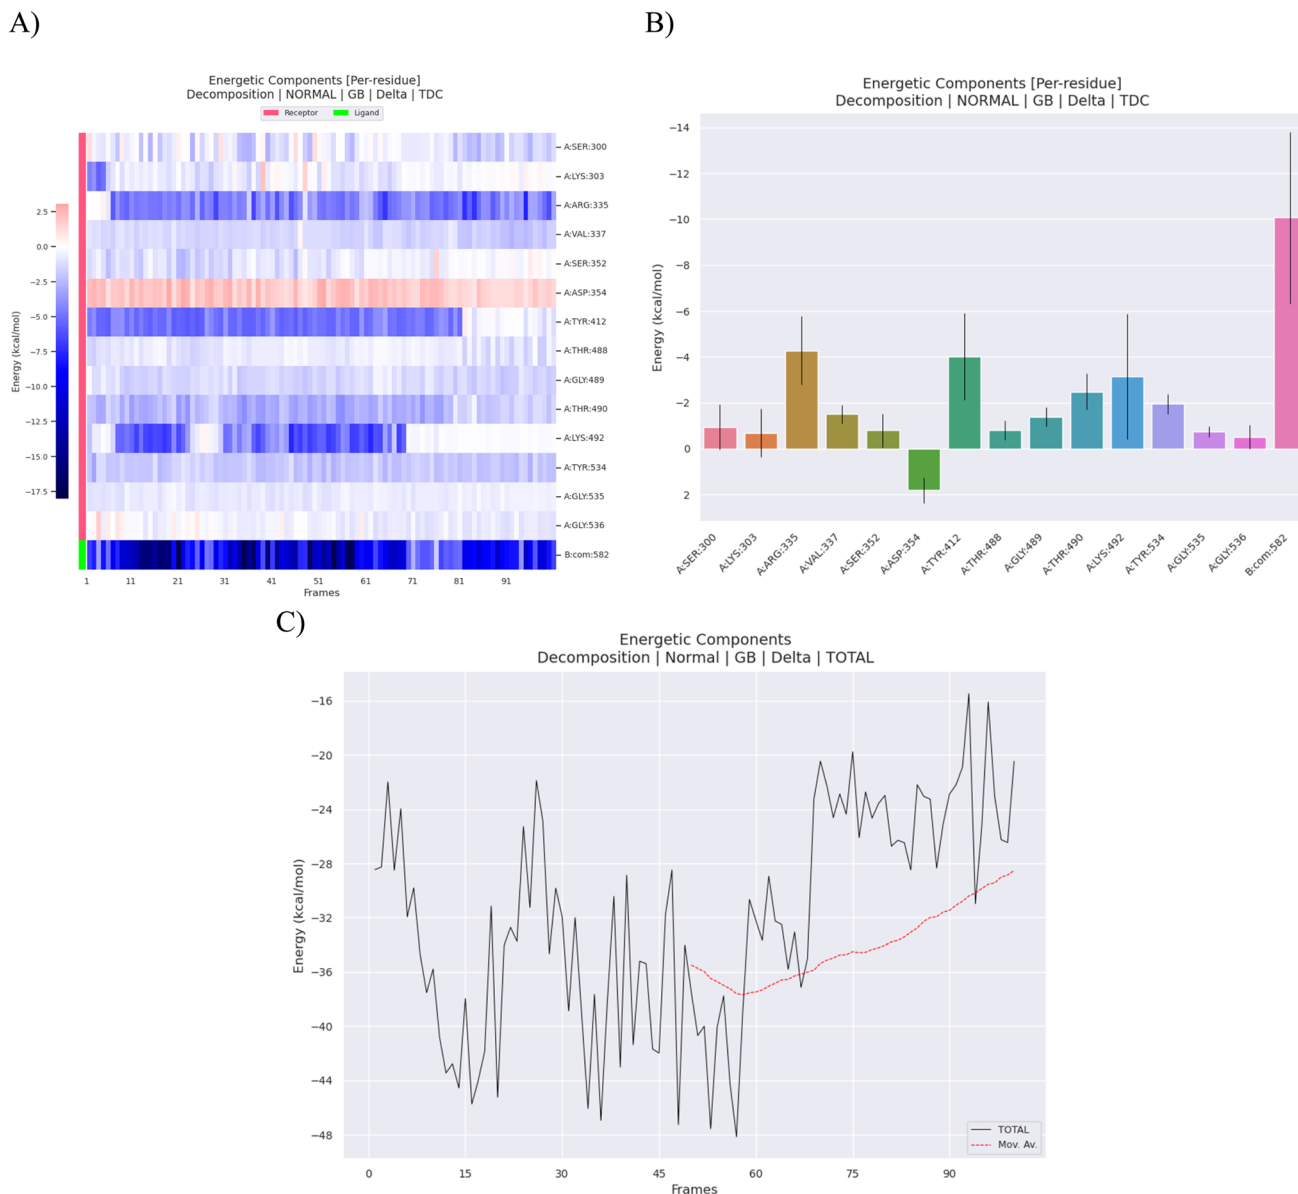 A)
Energetic Components [Per-residue]
Decomposition | NORMAL | GB | Delta | TDC
Receptor
Ligand
Energy (kcal/mol)
2.5
0.0
−2.5
−5.0
−7.5
−10.0
−12.5
−15.0
−17.5
A:SER:300
A:LYS:303
A:ARG:335
A:VAL:337
A:SER:352
A:ASP:354
A:TYR:412
A:THR:488
A:GLY:489
A:THR:490
A:LYS:492
A:TYR:534
A:GLY:535
A:GLY:536
B:com:582
1 11 21 31 41 51 61 71 81 91
Frames
B)
Energetic Components [Per-residue]
Decomposition | NORMAL | GB | Delta | TDC
Energy (kcal/mol)
−14
−12
−10
−8
−6
−4
−2
0
2
A:SER:300
A:LYS:303
A:ARG:335
A:VAL:337
A:SER:352
A:ASP:354
A:TYR:412
A:THR:488
A:GLY:489
A:THR:490
A:LYS:492
A:TYR:534
A:GLY:535
A:GLY:536
B:com:582
C)
Energetic Components
Decomposition | Normal | GB | Delta | TOTAL
Energy (kcal/mol)
−16
−20
−24
−28
−32
−36
−40
−44
−48
TOTAL
Mov. Av.
0 15 30 45 60 75 90
Frames